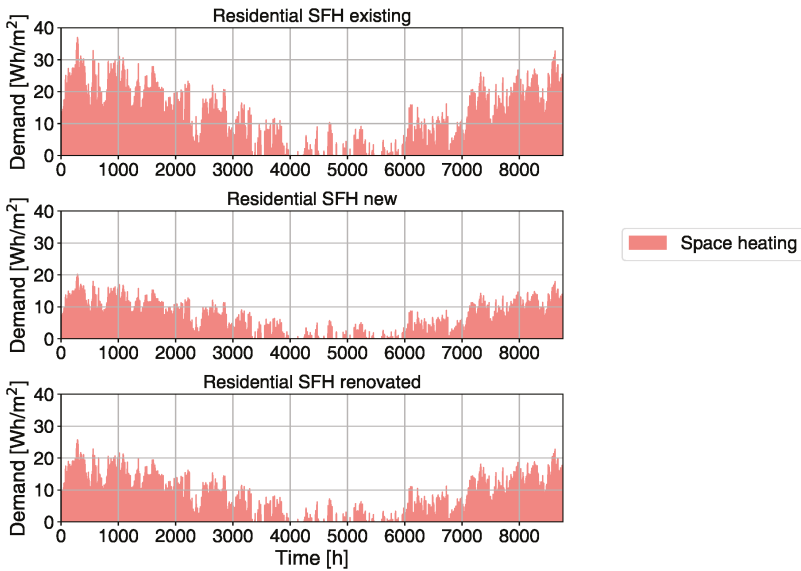 Residential SFH existing
Demand [Wh/m²]
40
30
20
10
0
0 1000 2000 3000 4000 5000 6000 7000 8000
Residential SFH new
Demand [Wh/m²]
40
30
20
10
0
0 1000 2000 3000 4000 5000 6000 7000 8000
Space heating
Residential SFH renovated
Demand [Wh/m²]
40
30
20
10
0
0 1000 2000 3000 4000 5000 6000 7000 8000
Time [h]